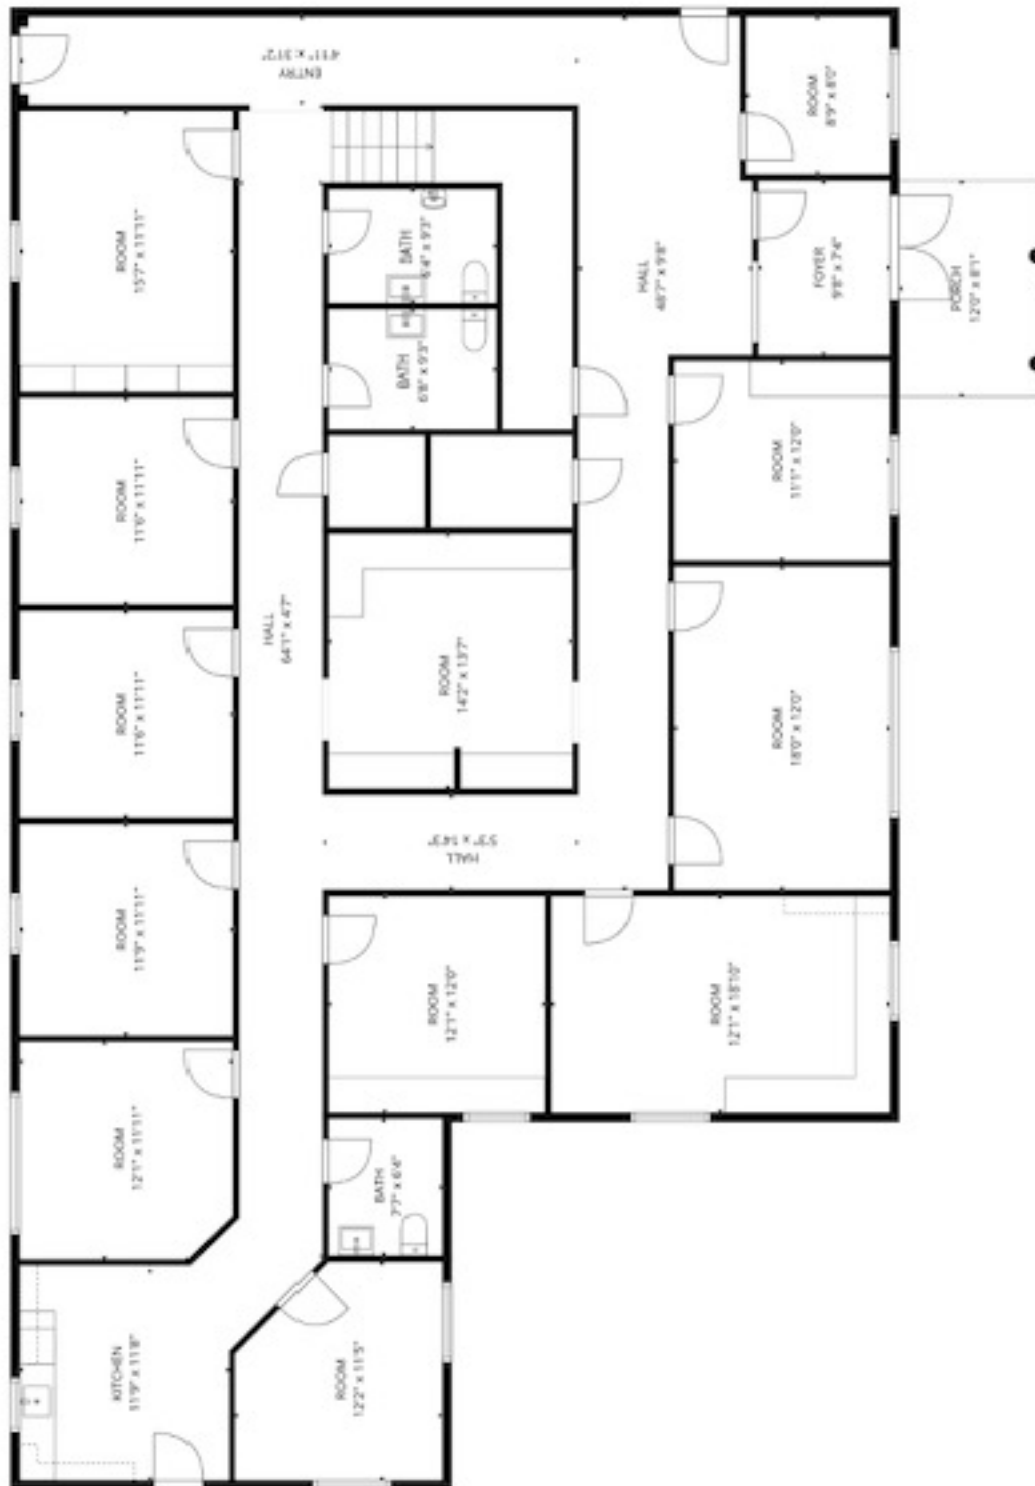 ENTRY
4'11" x 31'2"
ROOM
8'9" x 8'0"
ROOM
15'7" x 11'11"
BATH
6'4" x 9'3"
HALL
48'7" x 9'8"
FOYER
9'8" x 7'4"
PORCH
12'0" x 8'1"
BATH
6'8" x 9'3"
ROOM
11'6" x 11'11"
ROOM
11'1" x 12'0"
HALL
64'1" x 4'7"
ROOM
14'2" x 13'7"
ROOM
11'6" x 11'11"
ROOM
18'0" x 12'0"
HALL
5'3" x 14'3"
ROOM
11'9" x 11'11"
ROOM
12'1" x 12'0"
ROOM
12'1" x 18'10"
ROOM
12'1" x 11'11"
BATH
7'7" x 6'4"
KITCHEN
11'9" x 11'8"
ROOM
12'2" x 11'5"